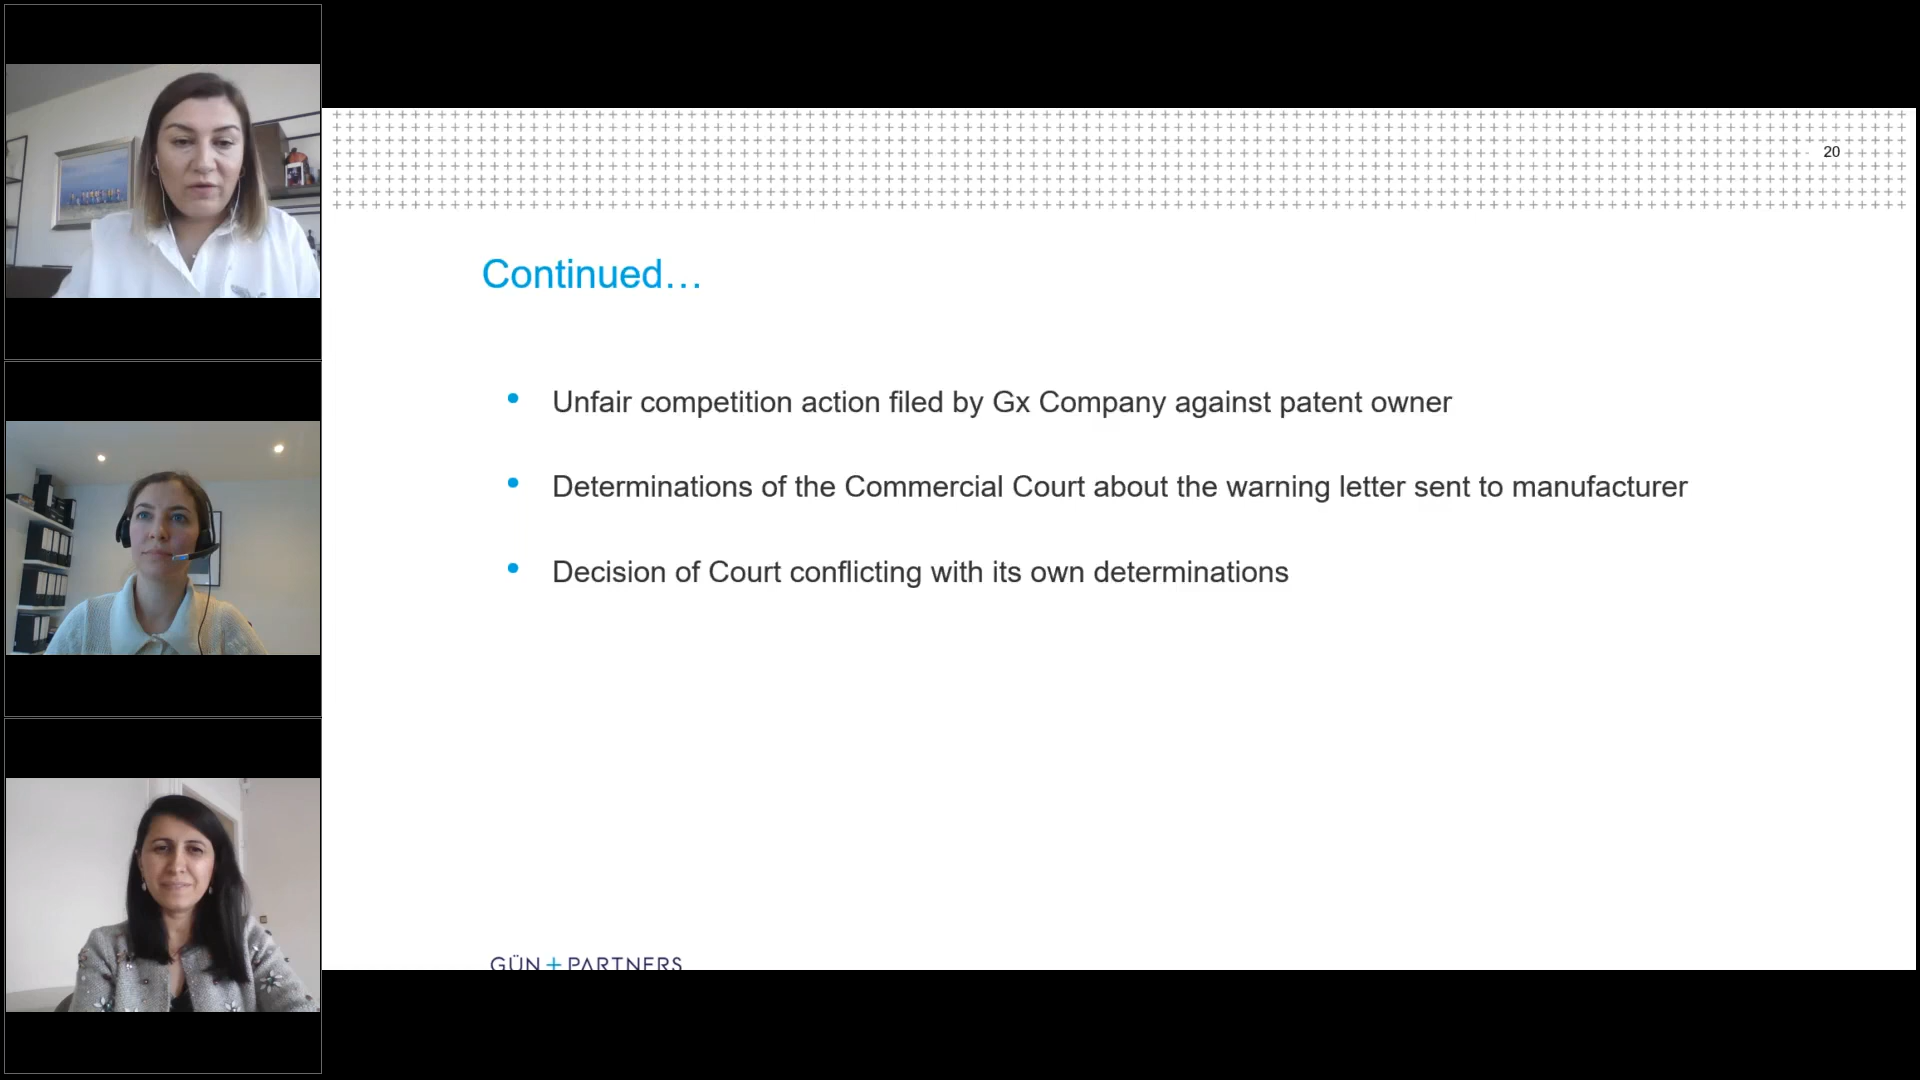 20
Continued…
• Unfair competition action filed by Gx Company against patent owner
• Determinations of the Commercial Court about the warning letter sent to manufacturer
• Decision of Court conflicting with its own determinations
GÜN + PARTNERS